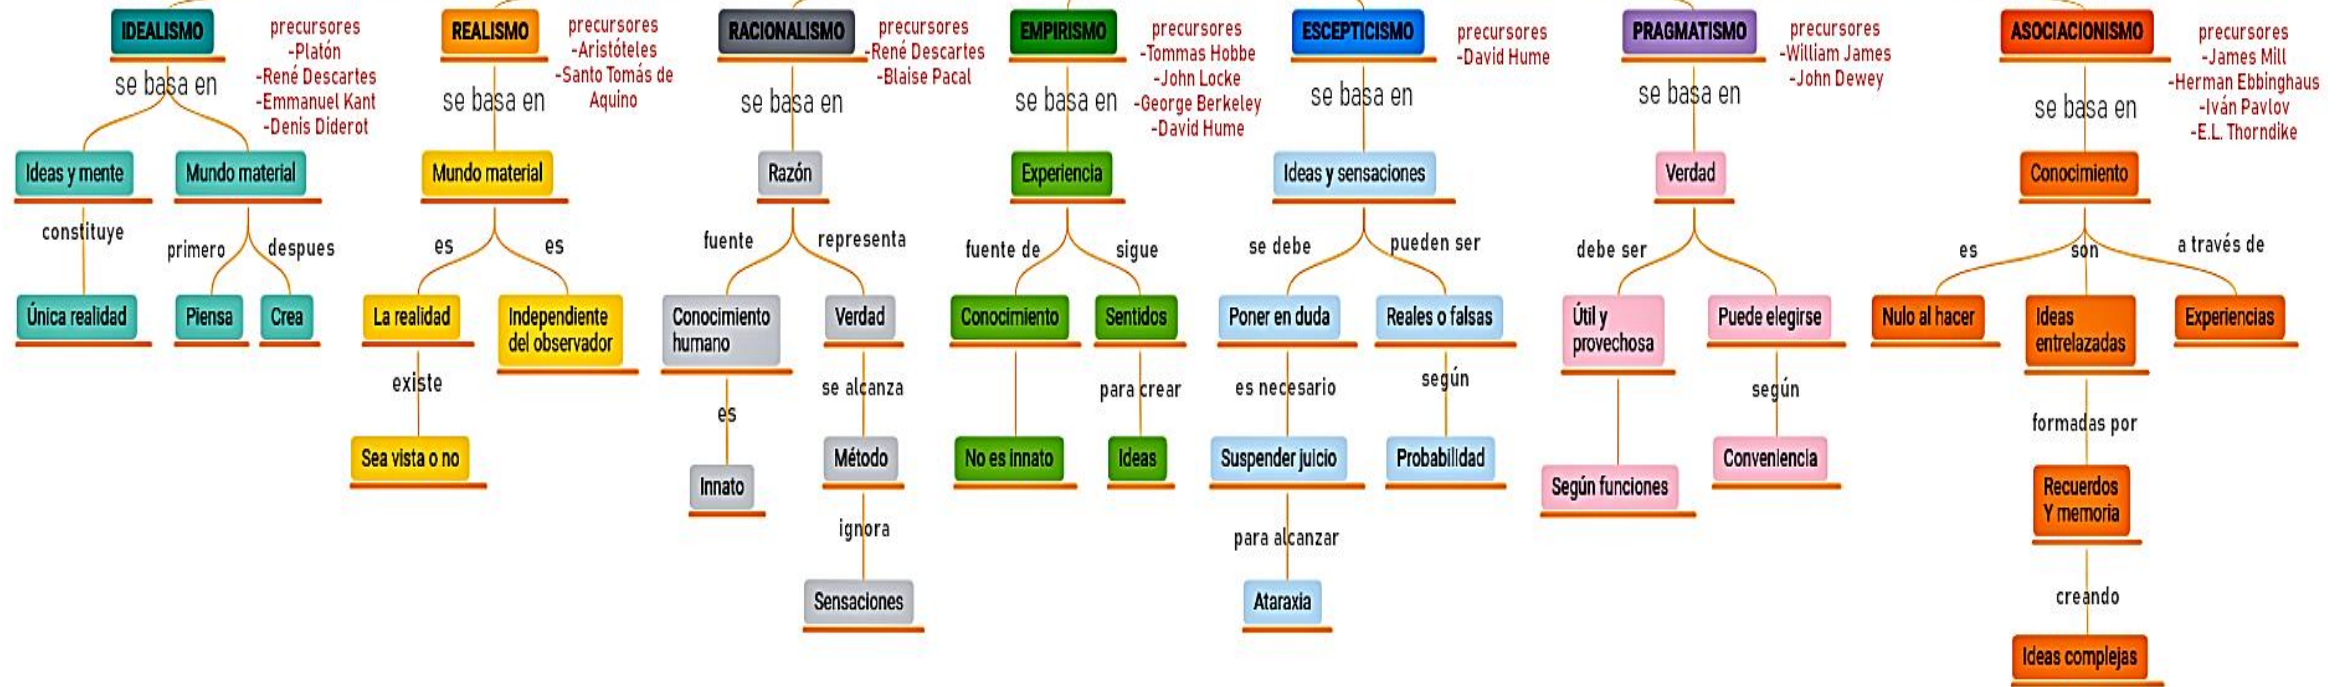 IDEALISMO
precursores
-Platón
-René Descartes
-Emmanuel Kant
-Denis Diderot
se basa en
Ideas y mente
Mundo material
constituye
primero
despues
Única realidad
Piensa
Crea
REALISMO
precursores
-Aristóteles
-Santo Tomás de
Aquino
se basa en
Mundo material
es
es
La realidad
Independiente
del observador
existe
Sea vista o no
RACIONALISMO
precursores
-René Descartes
-Blaise Pacal
se basa en
Razón
fuente
representa
Conocimiento
humano
Verdad
es
se alcanza
Innato
Método
ignora
Sensaciones
EMPIRISMO
precursores
-Tommas Hobbe
-John Locke
-George Berkeley
-David Hume
se basa en
Experiencia
fuente de
sigue
Conocimiento
Sentidos
para crear
No es innato
Ideas
ESCEPTICISMO
precursores
-David Hume
se basa en
Ideas y sensaciones
se debe
pueden ser
Poner en duda
Reales o falsas
es necesario
según
Suspender juicio
Probabilidad
para alcanzar
Ataraxia
PRAGMATISMO
precursores
-William James
-John Dewey
se basa en
Verdad
debe ser
Útil y
provechosa
Puede elegirse
según
Según funciones
Conveniencia
ASOCIACIONISMO
precursores
-James Mill
-Herman Ebbinghaus
-Iván Pavlov
-E.L. Thorndike
se basa en
Conocimiento
es
son
a través de
Nulo al hacer
Ideas
entrelazadas
Experiencias
formadas por
Recuerdos
Y memoria
creando
Ideas complejas